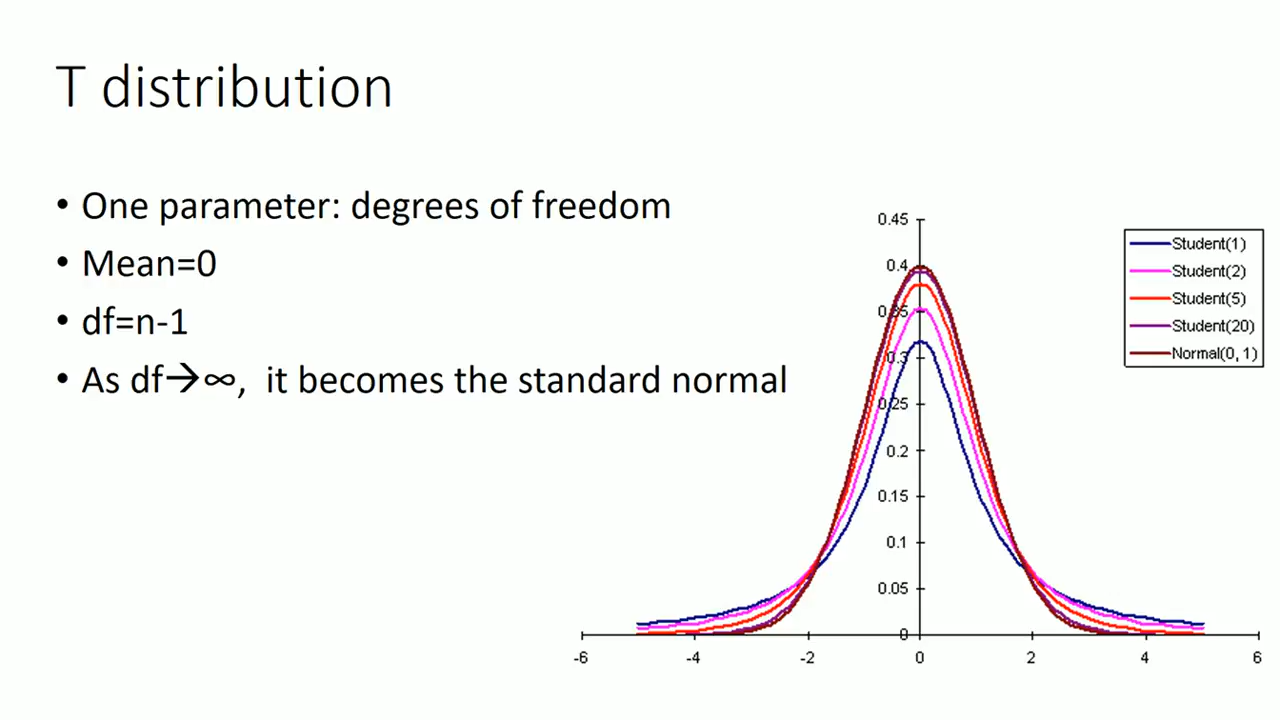 T distribution
• One parameter: degrees of freedom
• Mean=0
• df=n-1
• As df→∞, it becomes the standard normal
0.45
0.4
0.35
0.3
0.25
0.2
0.15
0.1
0.05
0
-6 -4 -2 0 2 4 6
Student(1)
Student(2)
Student(5)
Student(20)
Normal(0, 1)